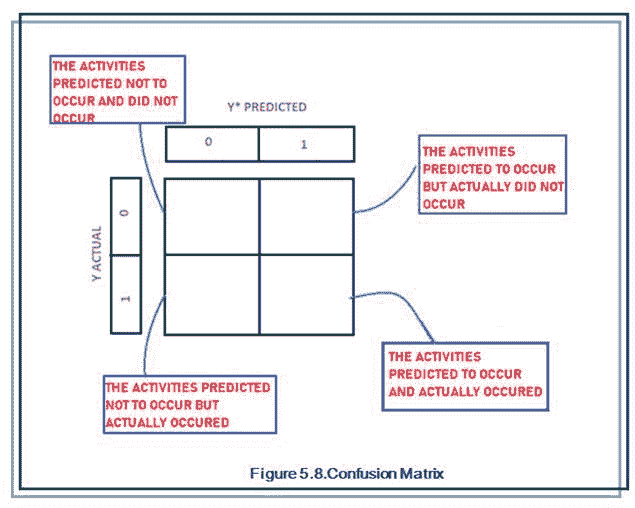 THE ACTIVITIES
PREDICTED NOT TO
OCCUR AND DID NOT
OCCUR
Y* PREDICTED
0 1
THE ACTIVITIES
PREDICTED TO OCCUR
BUT ACTUALLY DID NOT
OCCUR
Y ACTUAL
0
1
THE ACTIVITIES PREDICTED
NOT TO OCCUR BUT
ACTUALLY OCCURED
THE ACTIVITIES
PREDICTED TO OCCUR
AND ACTUALLY OCCURED
Figure 5.8.Confusion Matrix